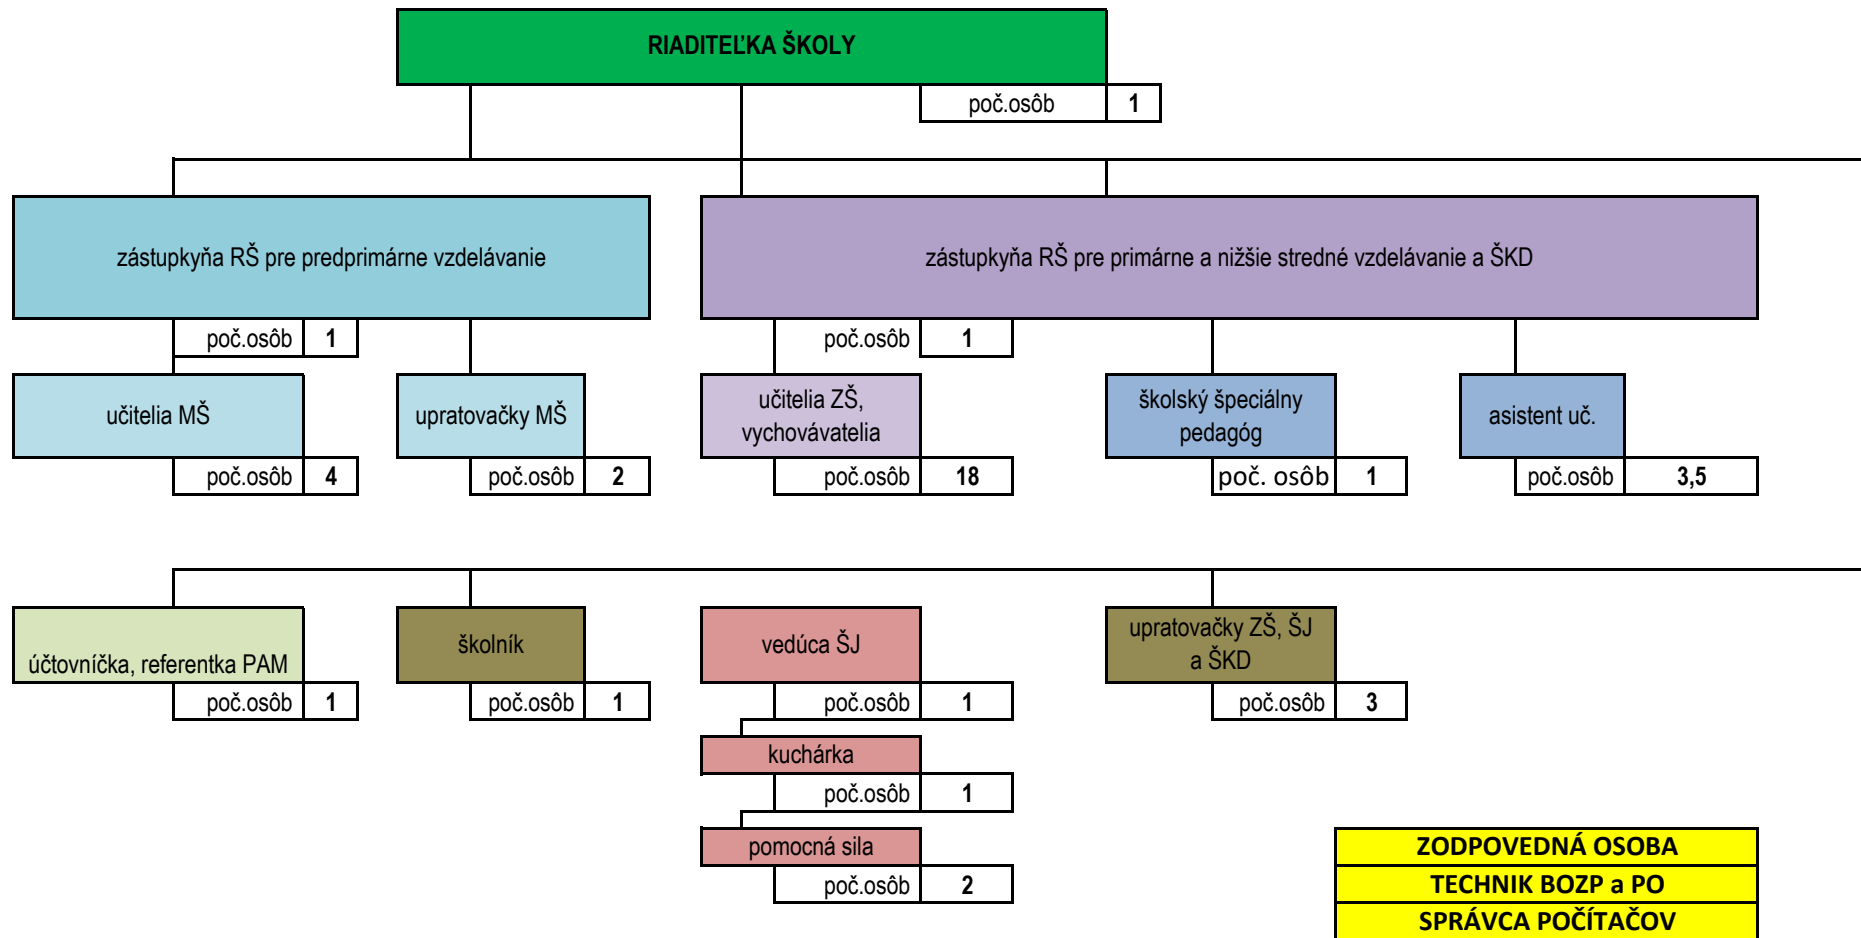 RIADITEĽKA ŠKOLY
poč.osôb 1
zástupkyňa RŠ pre predprimárne vzdelávanie
zástupkyňa RŠ pre primárne a nižšie stredné vzdelávanie a ŠKD
poč.osôb 1
poč.osôb 1
učitelia MŠ
upratovačky MŠ
učitelia ZŠ,
vychovávatelia
školský špeciálny
pedagóg
asistent uč.
poč.osôb 4
poč.osôb 2
poč.osôb 18
poč. osôb 1
poč.osôb 3,5
účtovníčka, referentka PAM
školník
vedúca ŠJ
upratovačky ZŠ, ŠJ
a ŠKD
poč.osôb 1
poč.osôb 1
poč.osôb 1
poč.osôb 3
kuchárka
poč.osôb 1
pomocná sila
poč.osôb 2
ZODPOVEDNÁ OSOBA
TECHNIK BOZP a PO
SPRÁVCA POČÍTAČOV